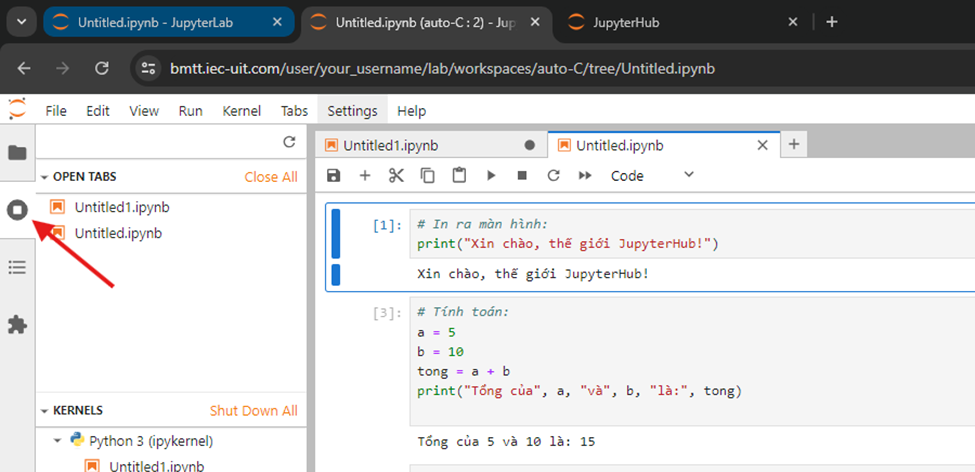 Untitled.ipynb - JupyterLab
Untitled.ipynb (auto-C : 2) - Jup
JupyterHub
bmtt.iec-uit.com/user/your_username/lab/workspaces/auto-C/tree/Untitled.ipynb
File Edit View Run Kernel Tabs Settings Help
OPEN TABS Close All
Untitled1.ipynb
Untitled.ipynb
KERNELS Shut Down All
Python 3 (ipykernel)
Untitled1.ipynb
Untitled1.ipynb
Untitled.ipynb
Code
[1]: # In ra màn hình:
print("Xin chào, thế giới JupyterHub!")
Xin chào, thế giới JupyterHub!
[3]: # Tính toán:
a = 5
b = 10
tong = a + b
print("Tổng của", a, "và", b, "là:", tong)
Tổng của 5 và 10 là: 15